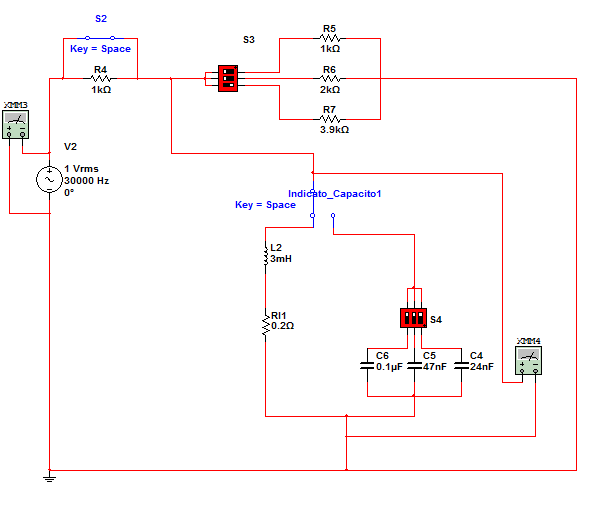 S2
Key = Space
R4
1kΩ
S3
R5
1kΩ
R6
2kΩ
R7
3.9kΩ
XMM3
V2
1 Vrms
30000 Hz
0°
Indicato_Capacito1
Key = Space
L2
3mH
Rl1
0.2Ω
S4
C6
0.1µF
C5
47nF
C4
24nF
XMM4